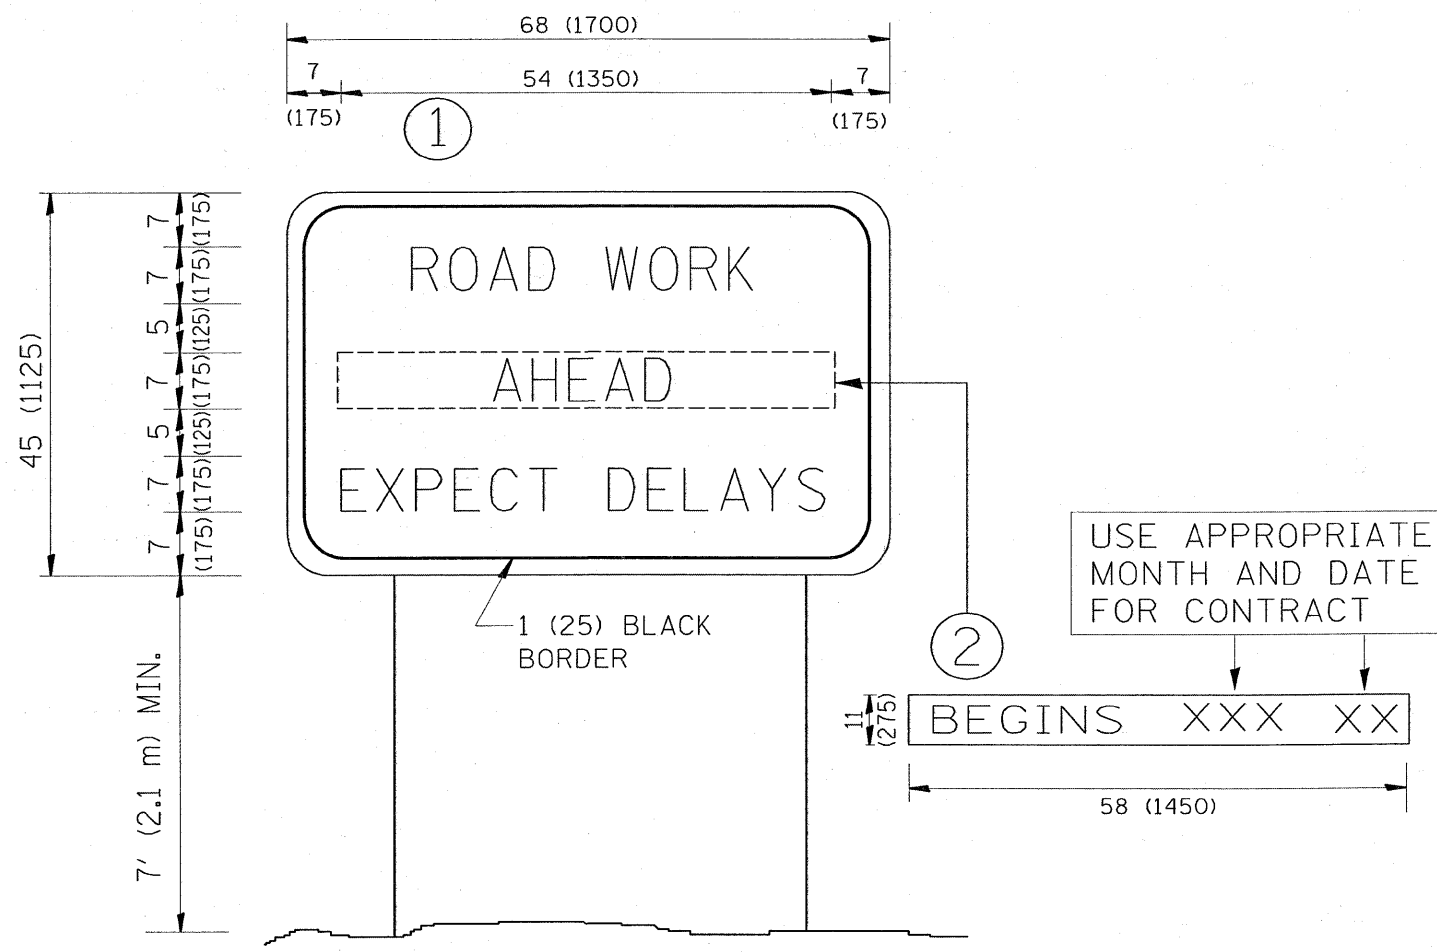 68 (1700)
7
54 (1350)
7
(175)
(175)
1
45 (1125)
7 (175)
7 (175)
5 (125)
7 (175)
5 (125)
7 (175)
7 (175)
ROAD WORK
AHEAD
EXPECT DELAYS
1 (25) BLACK
BORDER
7' (2.1 m) MIN.
2
USE APPROPRIATE
MONTH AND DATE
FOR CONTRACT
11
(275)
BEGINS XXX XX
58 (1450)